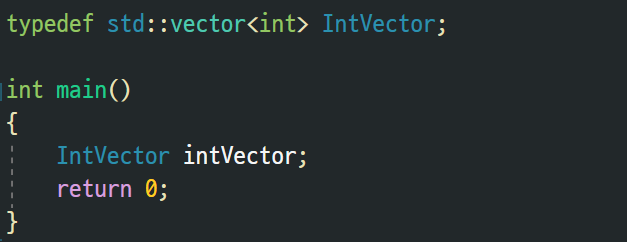 typedef std::vector<int> IntVector;
int main()
{
    IntVector intVector;
    return 0;
}